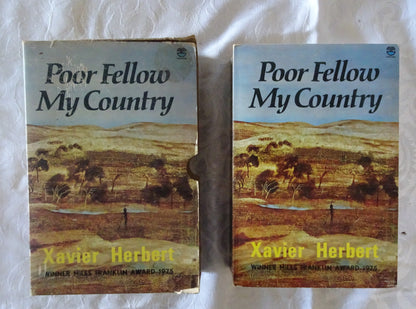 Poor Fellow
My Country
Xavier Herbert
WINNER MILES FRANKLIN AWARD-1975
Poor Fellow
My Country
Xavier Herbert
WINNER MILES FRANKLIN AWARD-1975